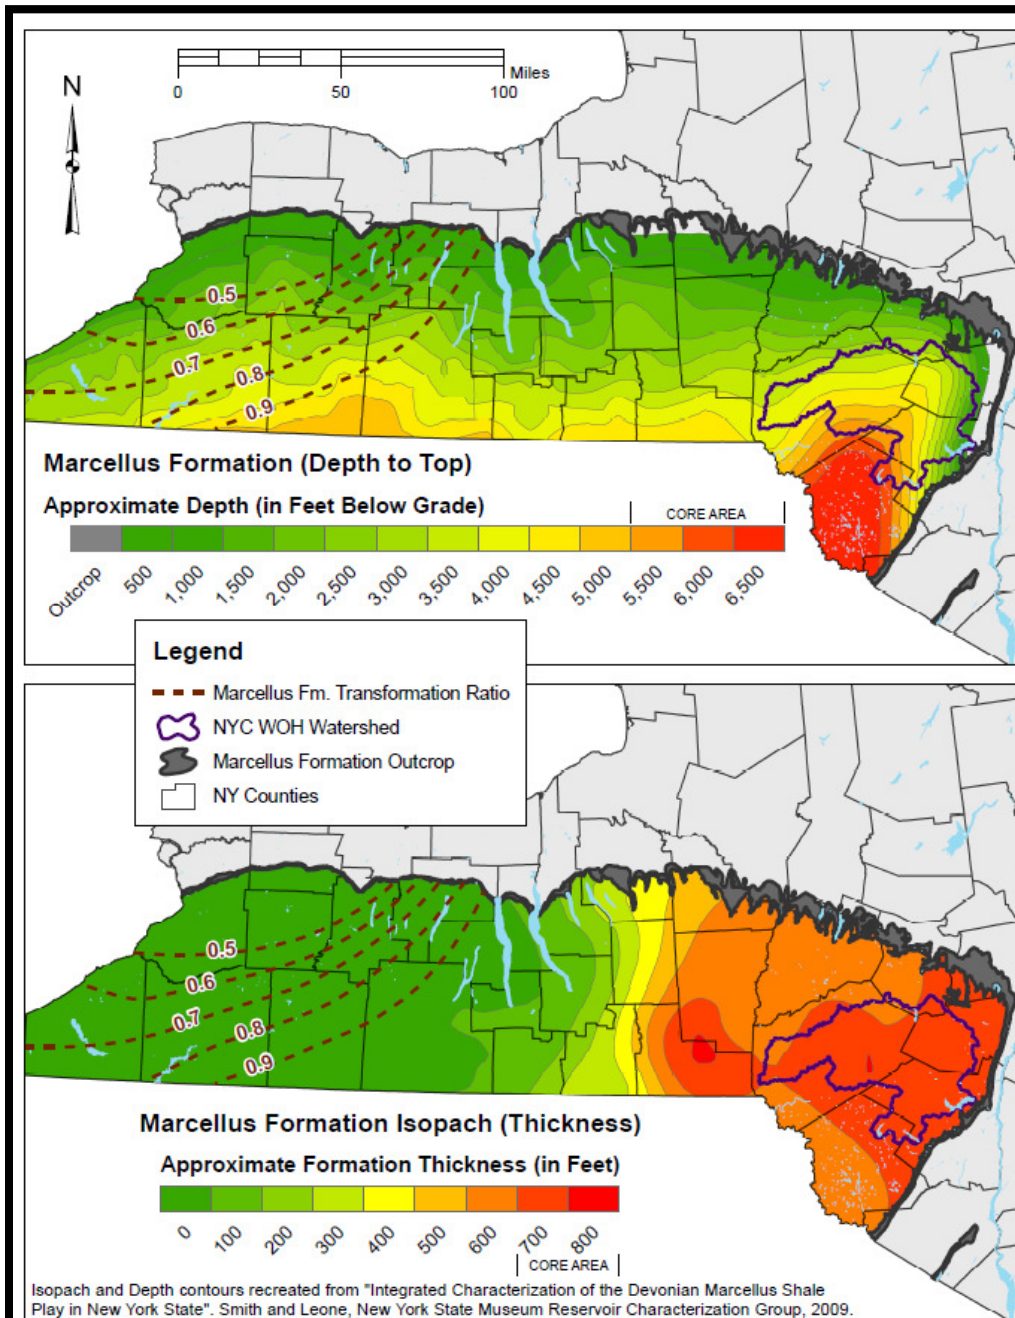 N
Miles
0 50 100
0.5
0.6
0.7
0.8
0.9
Marcellus Formation (Depth to Top)
Approximate Depth (in Feet Below Grade)
CORE AREA
Outcrop 500 1,000 1,500 2,000 2,500 3,000 3,500 4,000 4,500 5,000 5,500 6,000 6,500
Legend
Marcellus Fm. Transformation Ratio
NYC WOH Watershed
Marcellus Formation Outcrop
NY Counties
0.5
0.6
0.7
0.8
0.9
Marcellus Formation Isopach (Thickness)
Approximate Formation Thickness (in Feet)
0 100 200 300 400 500 600 700 800
CORE AREA
Isopach and Depth contours recreated from "Integrated Characterization of the Devonian Marcellus Shale
Play in New York State". Smith and Leone, New York State Museum Reservoir Characterization Group, 2009.